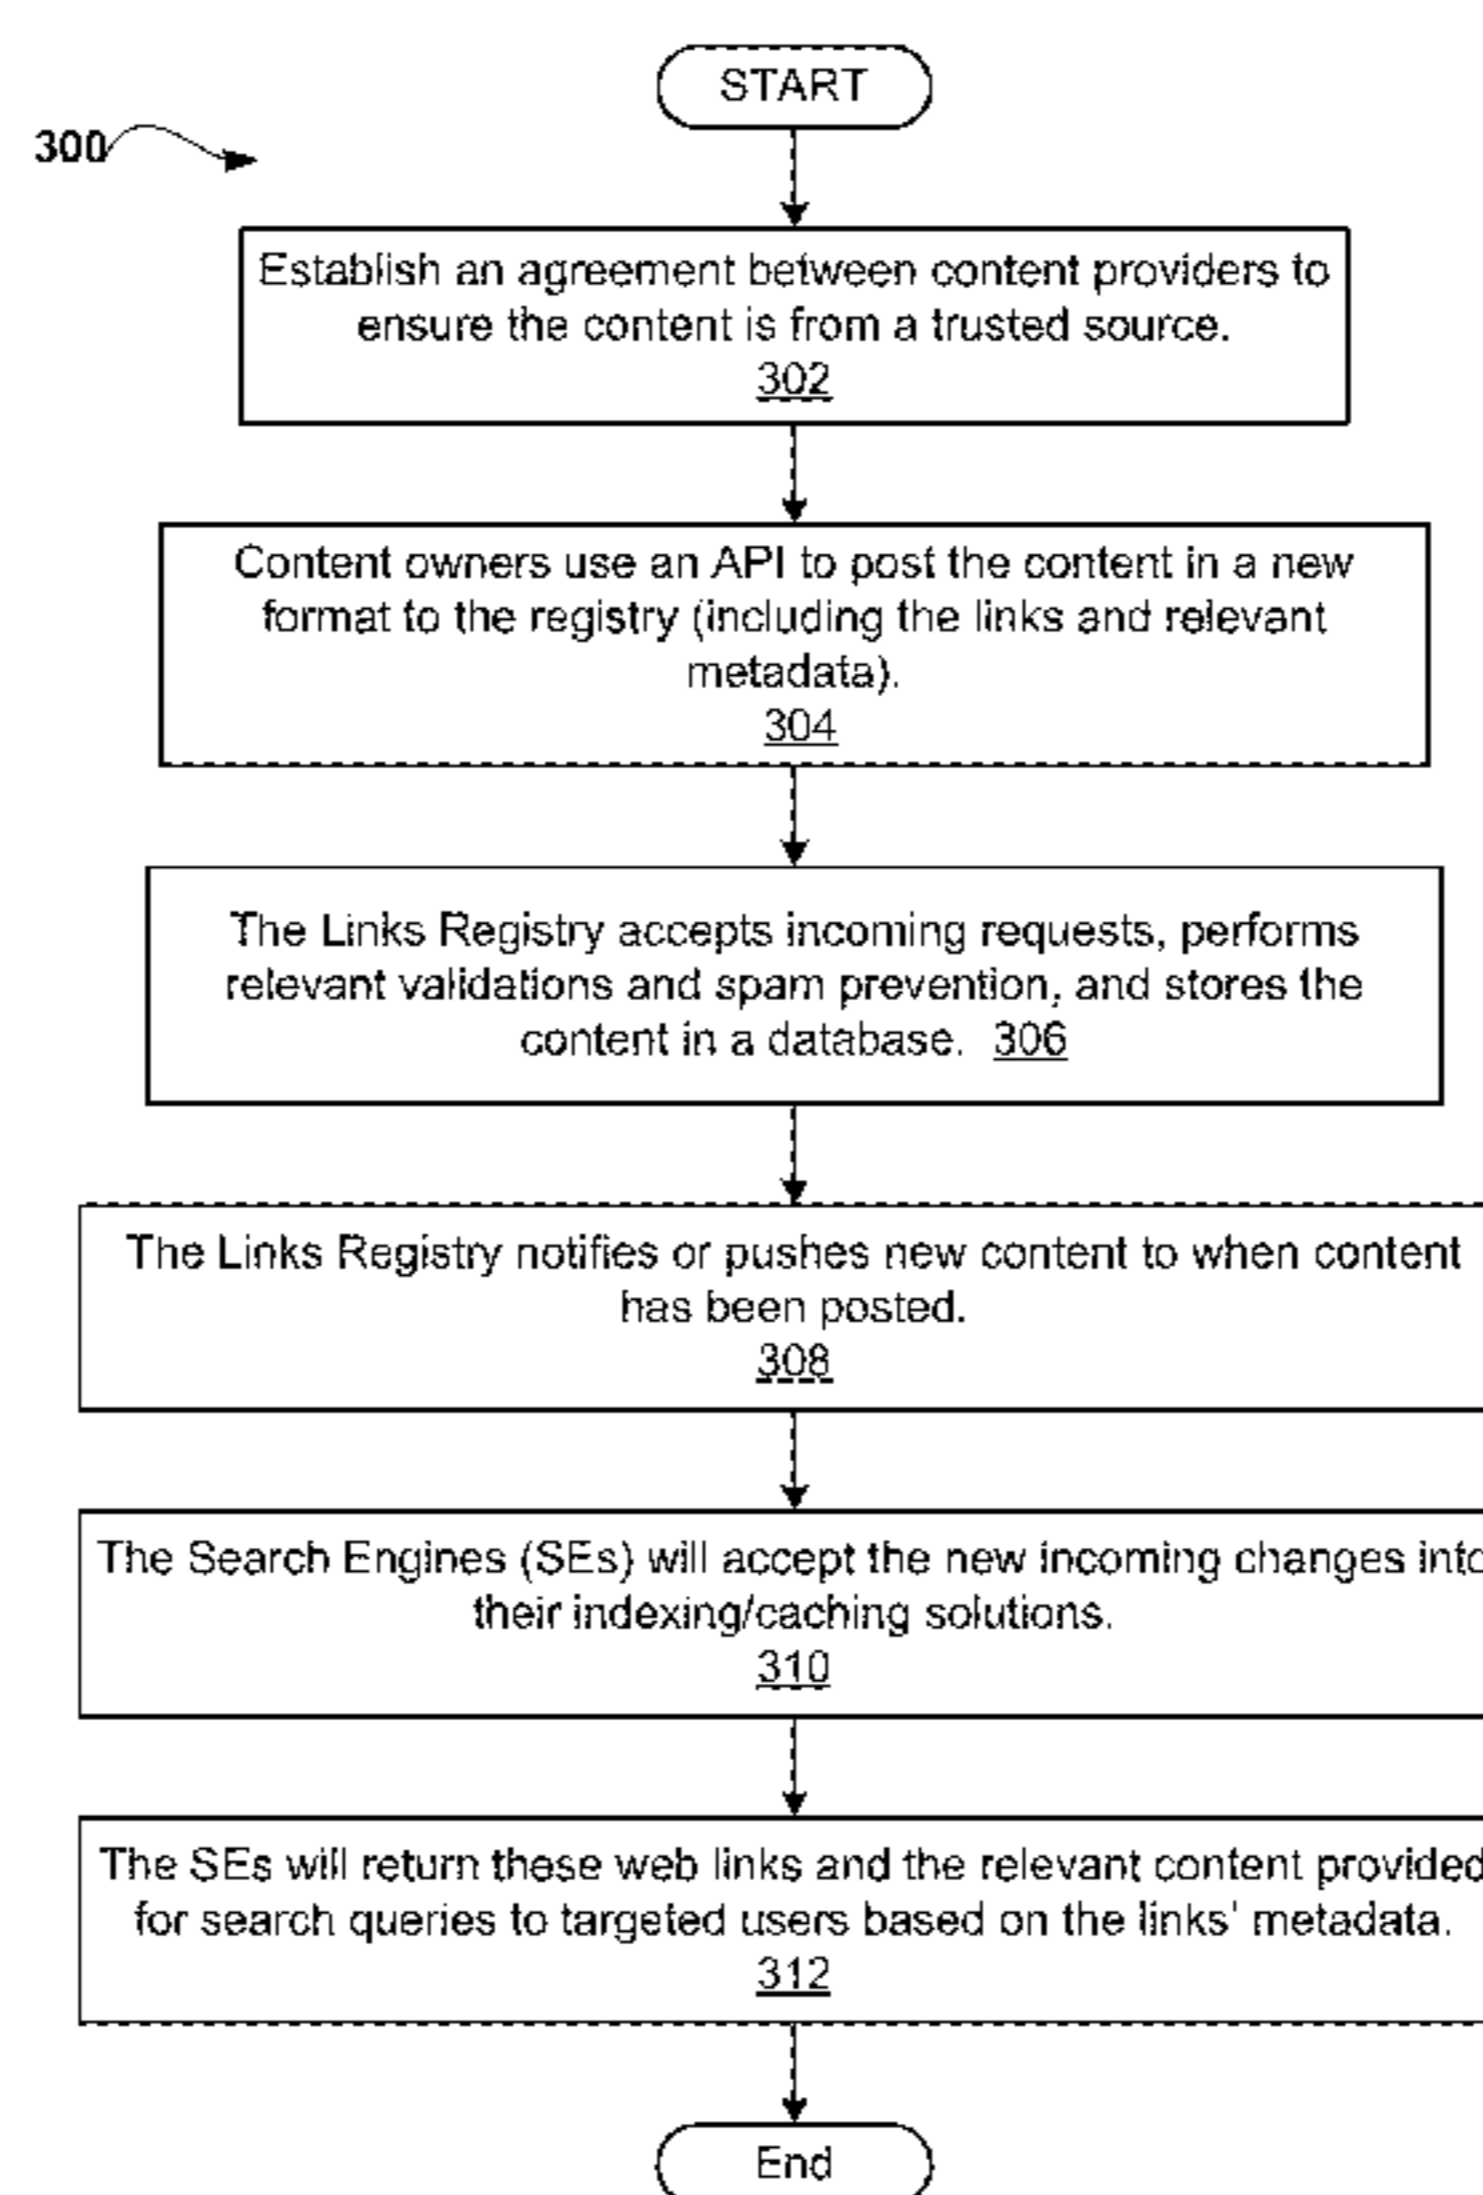 START
300
Establish an agreement between content providers to
ensure the content is from a trusted source.
302
Content owners use an API to post the content in a new
format to the registry (including the links and relevant
metadata).
304
The Links Registry accepts incoming requests, performs
relevant validations and spam prevention, and stores the
content in a database. 306
The Links Registry notifies or pushes new content to when content
has been posted.
308
The Search Engines (SEs) will accept the new incoming changes into
their indexing/caching solutions.
310
The SEs will return these web links and the relevant content provided
for search queries to targeted users based on the links' metadata.
312
End